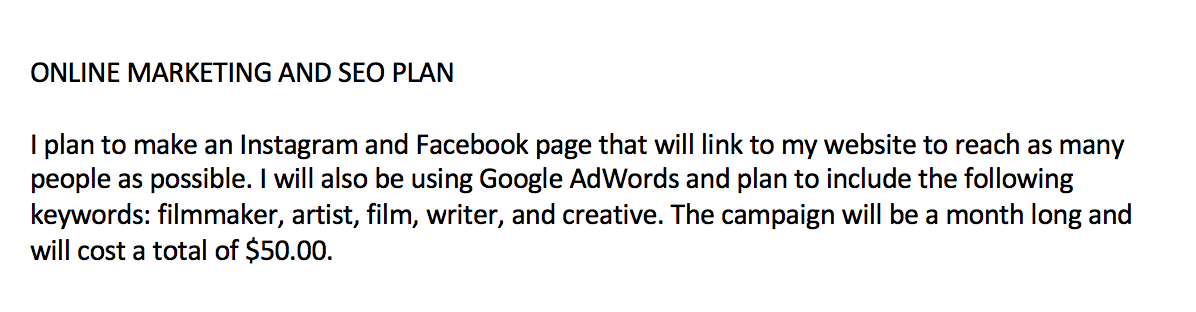 ONLINE MARKETING AND SEO PLAN
I plan to make an Instagram and Facebook page that will link to my website to reach as many
people as possible. I will also be using Google AdWords and plan to include the following
keywords: filmmaker, artist, film, writer, and creative. The campaign will be a month long and
will cost a total of $50.00.